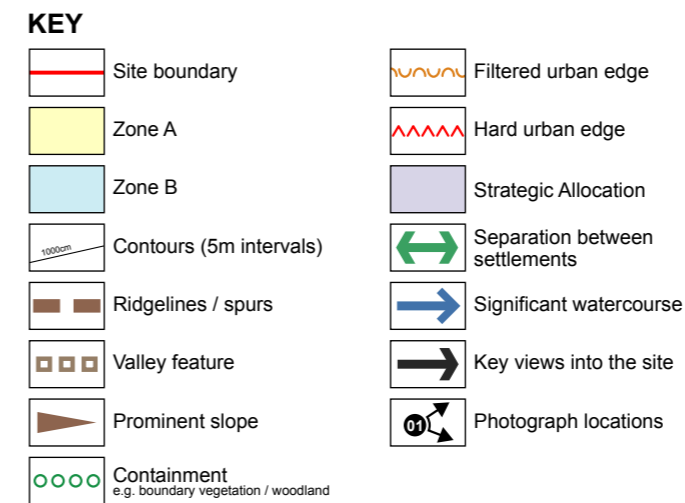 KEY
Site boundary
Zone A
Zone B
1000cm
Contours (5m intervals)
Ridgelines / spurs
Valley feature
Prominent slope
Containment
e.g. boundary vegetation / woodland
Filtered urban edge
Hard urban edge
Strategic Allocation
Separation between
settlements
Significant watercourse
Key views into the site
01
Photograph locations